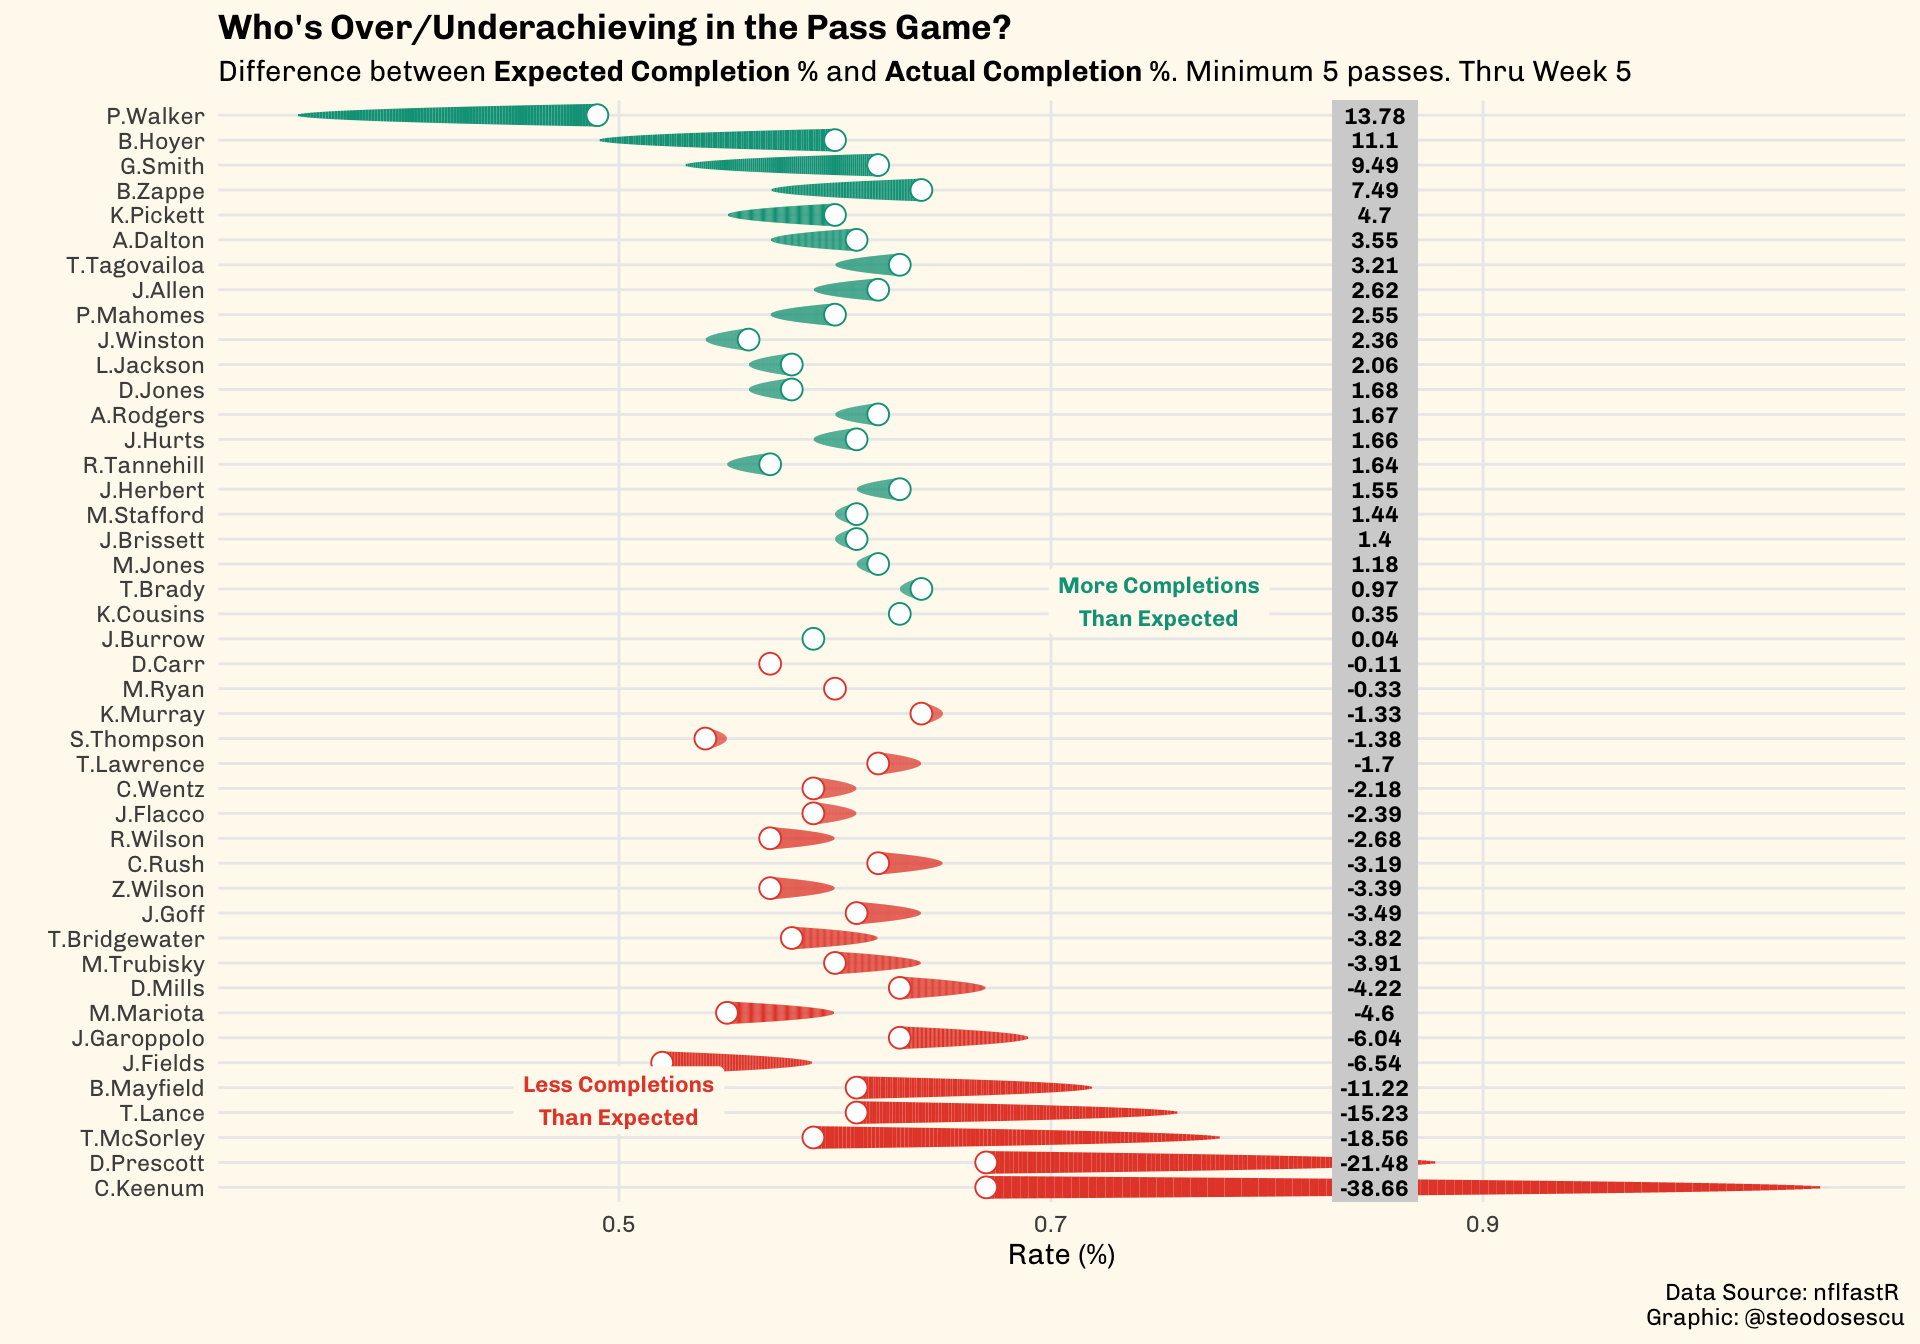 Who's Over/Underachieving in the Pass Game?
Difference between Expected Completion % and Actual Completion %. Minimum 5 passes. Thru Week 5
P.Walker 13.78
B.Hoyer 11.1
G.Smith 9.49
B.Zappe 7.49
K.Pickett 4.7
A.Dalton 3.55
T.Tagovailoa 3.21
J.Allen 2.62
P.Mahomes 2.55
J.Winston 2.36
L.Jackson 2.06
D.Jones 1.68
A.Rodgers 1.67
J.Hurts 1.66
R.Tannehill 1.64
J.Herbert 1.55
M.Stafford 1.44
J.Brissett 1.4
M.Jones 1.18
T.Brady 0.97
K.Cousins 0.35
J.Burrow 0.04
D.Carr -0.11
M.Ryan -0.33
K.Murray -1.33
S.Thompson -1.38
T.Lawrence -1.7
C.Wentz -2.18
J.Flacco -2.39
R.Wilson -2.68
C.Rush -3.19
Z.Wilson -3.39
J.Goff -3.49
T.Bridgewater -3.82
M.Trubisky -3.91
D.Mills -4.22
M.Mariota -4.6
J.Garoppolo -6.04
J.Fields -6.54
B.Mayfield -11.22
T.Lance -15.23
T.McSorley -18.56
D.Prescott -21.48
C.Keenum -38.66
More Completions
Than Expected
Less Completions
Than Expected
0.5 0.7 0.9
Rate (%)
Data Source: nflfastR
Graphic: @steodosescu